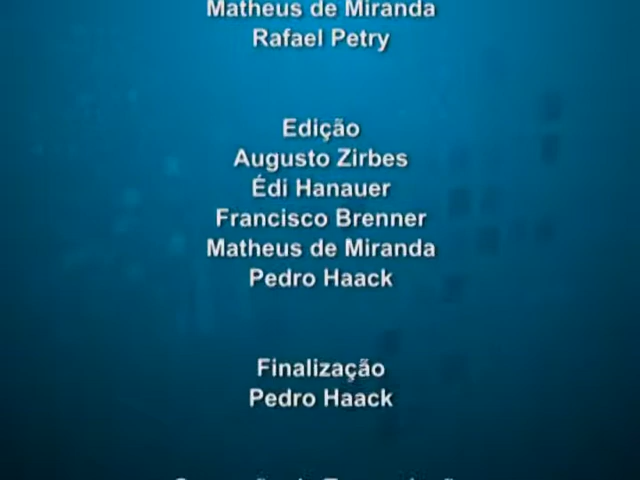 Matheus de Miranda
Rafael Petry
Edição
Augusto Zirbes
Édi Hanauer
Francisco Brenner
Matheus de Miranda
Pedro Haack
Finalização
Pedro Haack